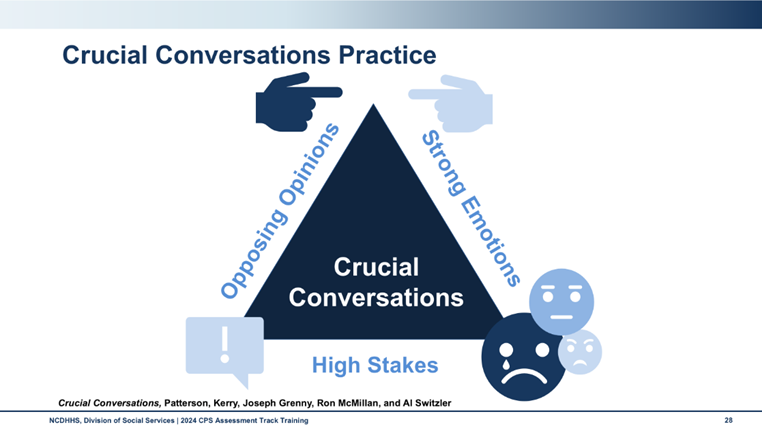 Crucial Conversations Practice
Opposing Opinions
Strong Emotions
Crucial
Conversations
!
High Stakes
Crucial Conversations, Patterson, Kerry, Joseph Grenny, Ron McMillan, and Al Switzler
NCDHHS, Division of Social Services | 2024 CPS Assessment Track Training
28